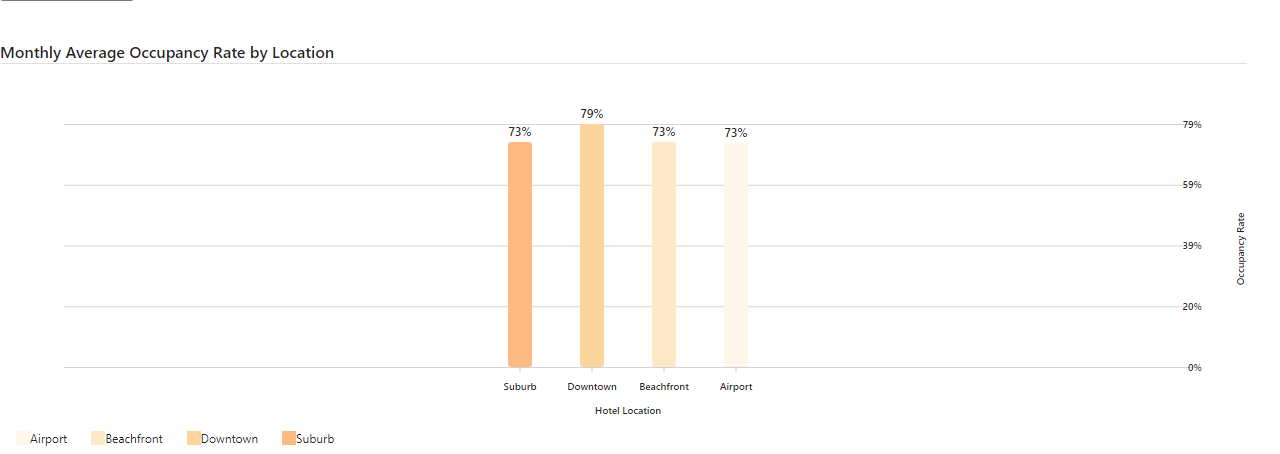 Monthly Average Occupancy Rate by Location
79%
73%
73%
73%
79%
59%
39%
20%
0%
Occupancy Rate
Suburb
Downtown
Beachfront
Airport
Hotel Location
Airport
Beachfront
Downtown
Suburb